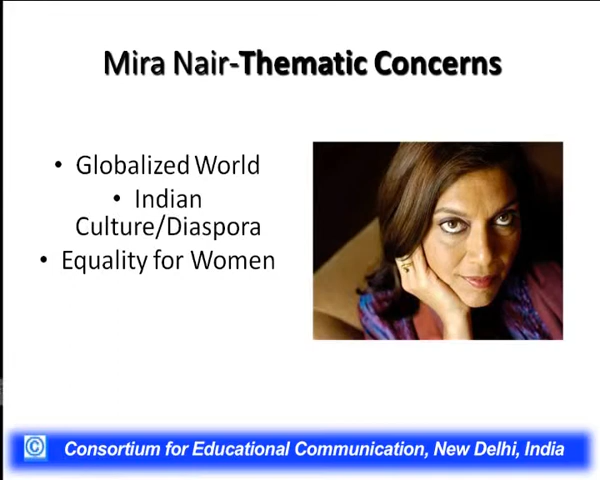 Mira Nair-Thematic Concerns
• Globalized World
• Indian
Culture/Diaspora
• Equality for Women
© Consortium for Educational Communication, New Delhi, India